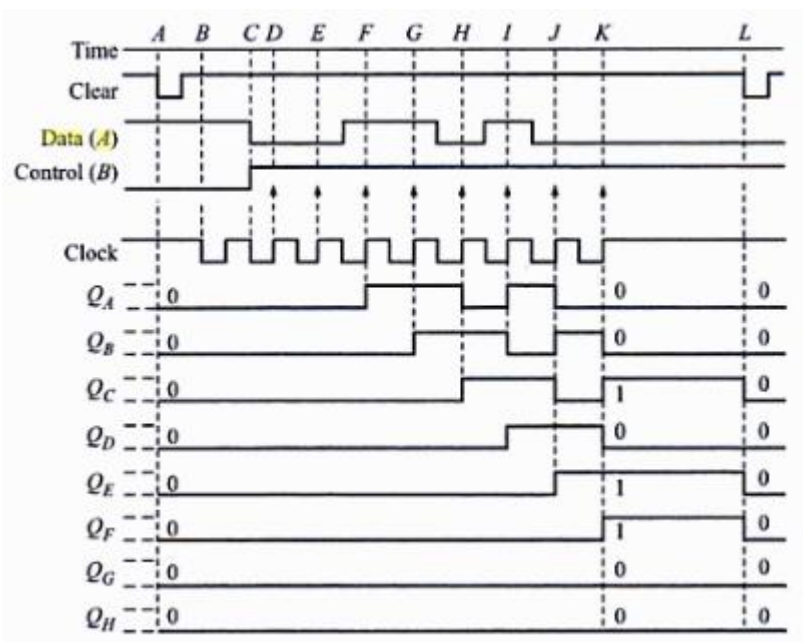 A B C D E F G H I J K L
Time
Clear
Data (A)
Control (B)
Clock
Q_A 0 0 0
Q_B 0 0 0
Q_C 0 1 0
Q_D 0 0 0
Q_E 0 1 0
Q_F 0 1 0
Q_G 0 0 0
Q_H 0 0 0